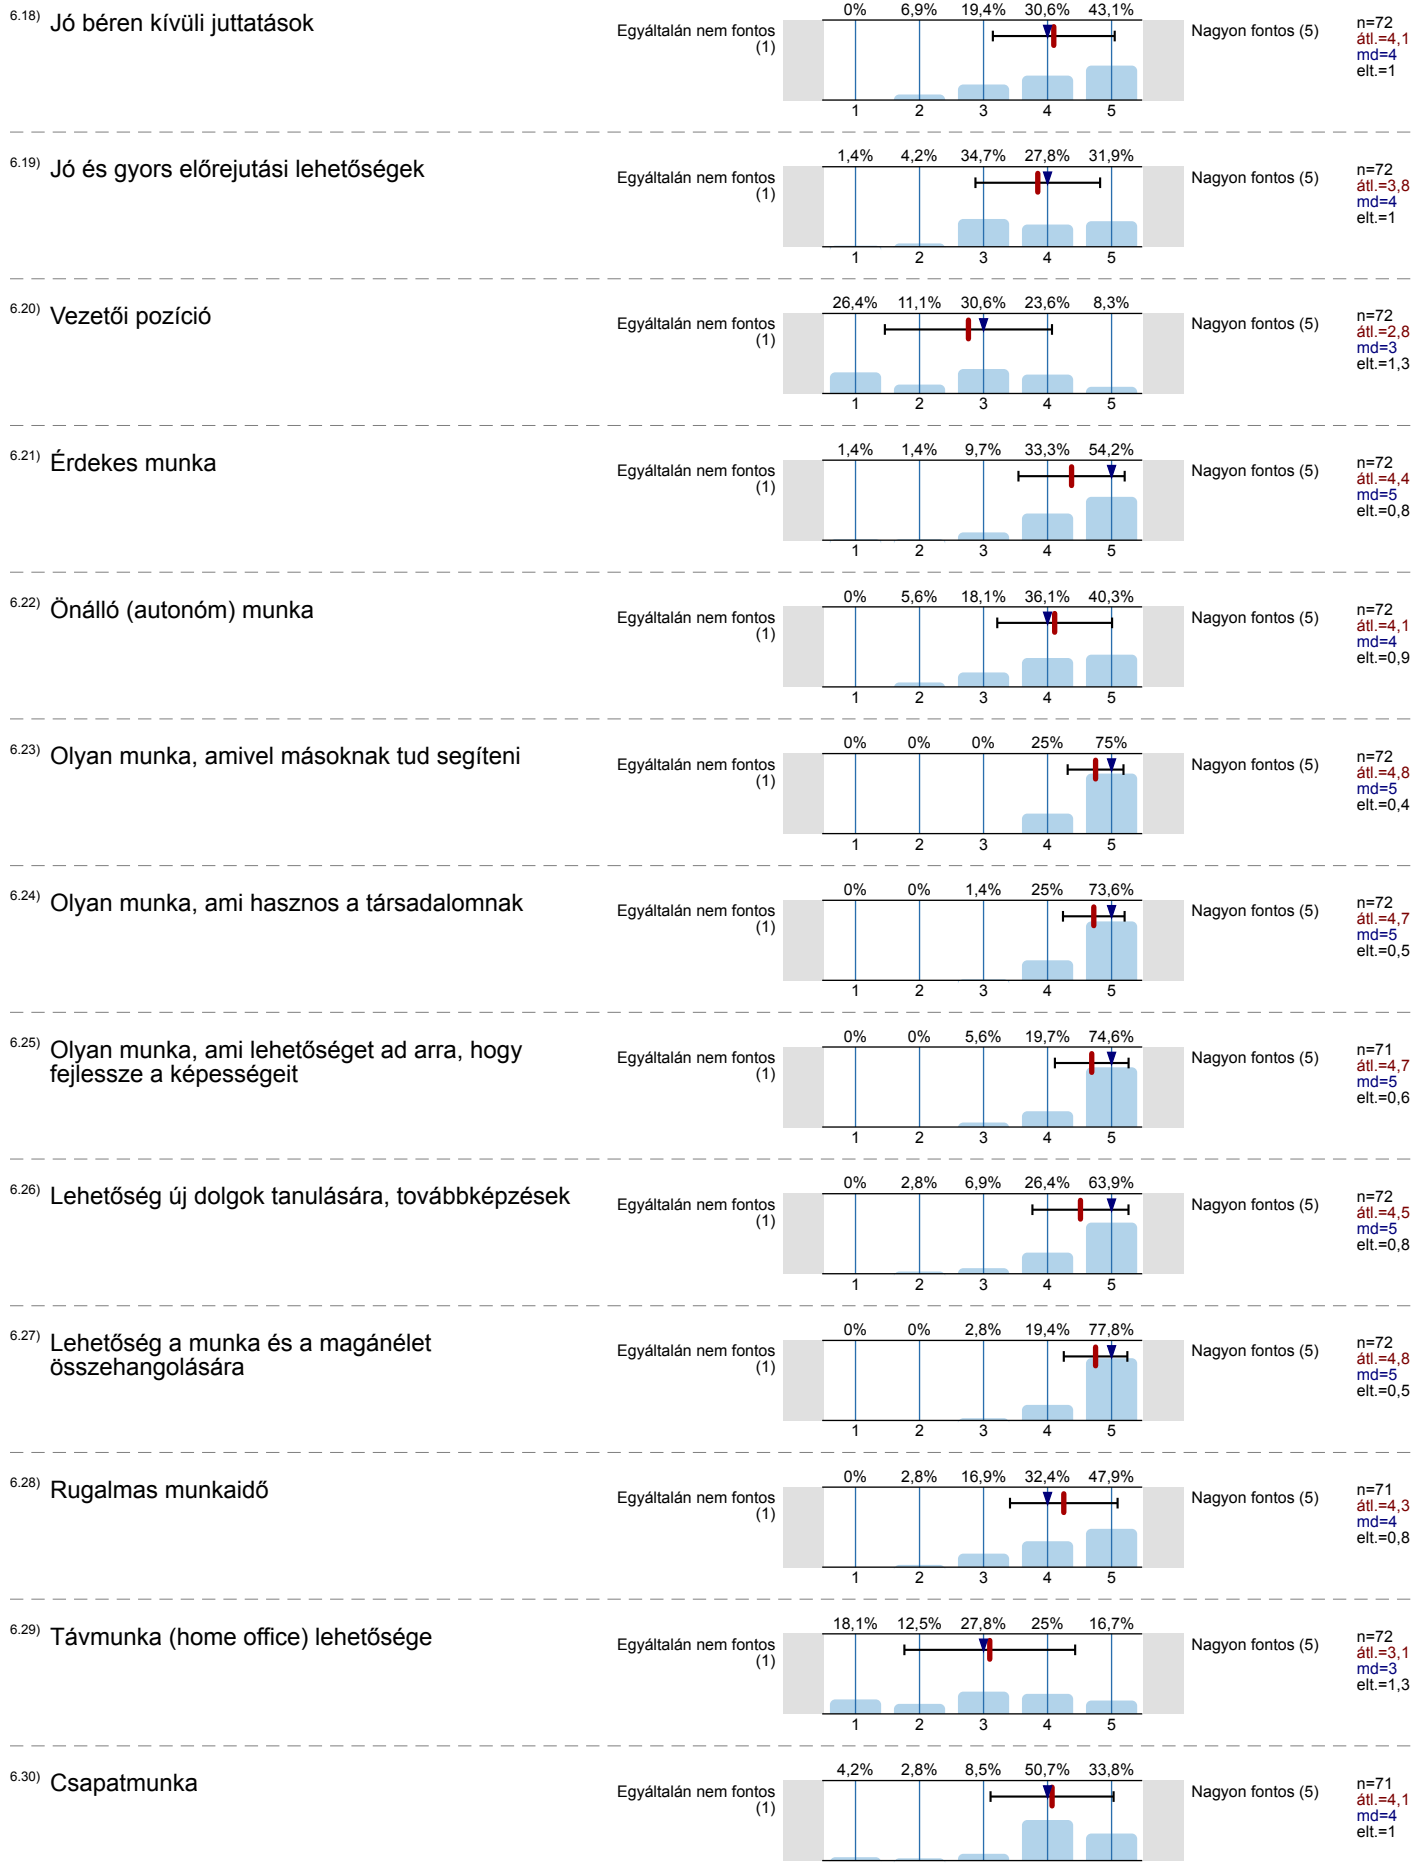 6.18) Jó béren kívüli juttatások
0% 6,9% 19,4% 30,6% 43,1%
Egyáltalán nem fontos
(1)
Nagyon fontos (5)
n=72
átl.=4,1
md=4
elt.=1
1 2 3 4 5
6.19) Jó és gyors előrejutási lehetőségek
1,4% 4,2% 34,7% 27,8% 31,9%
Egyáltalán nem fontos
(1)
Nagyon fontos (5)
n=72
átl.=3,8
md=4
elt.=1
1 2 3 4 5
6.20) Vezetői pozíció
26,4% 11,1% 30,6% 23,6% 8,3%
Egyáltalán nem fontos
(1)
Nagyon fontos (5)
n=72
átl.=2,8
md=3
elt.=1,3
1 2 3 4 5
6.21) Érdekes munka
1,4% 1,4% 9,7% 33,3% 54,2%
Egyáltalán nem fontos
(1)
Nagyon fontos (5)
n=72
átl.=4,4
md=5
elt.=0,8
1 2 3 4 5
6.22) Önálló (autonóm) munka
0% 5,6% 18,1% 36,1% 40,3%
Egyáltalán nem fontos
(1)
Nagyon fontos (5)
n=72
átl.=4,1
md=4
elt.=0,9
1 2 3 4 5
6.23) Olyan munka, amivel másoknak tud segíteni
0% 0% 0% 25% 75%
Egyáltalán nem fontos
(1)
Nagyon fontos (5)
n=72
átl.=4,8
md=5
elt.=0,4
1 2 3 4 5
6.24) Olyan munka, ami hasznos a társadalomnak
0% 0% 1,4% 25% 73,6%
Egyáltalán nem fontos
(1)
Nagyon fontos (5)
n=72
átl.=4,7
md=5
elt.=0,5
1 2 3 4 5
6.25) Olyan munka, ami lehetőséget ad arra, hogy
fejlessze a képességeit
0% 0% 5,6% 19,7% 74,6%
Egyáltalán nem fontos
(1)
Nagyon fontos (5)
n=71
átl.=4,7
md=5
elt.=0,6
1 2 3 4 5
6.26) Lehetőség új dolgok tanulására, továbbképzések
0% 2,8% 6,9% 26,4% 63,9%
Egyáltalán nem fontos
(1)
Nagyon fontos (5)
n=72
átl.=4,5
md=5
elt.=0,8
1 2 3 4 5
6.27) Lehetőség a munka és a magánélet
összehangolására
0% 0% 2,8% 19,4% 77,8%
Egyáltalán nem fontos
(1)
Nagyon fontos (5)
n=72
átl.=4,8
md=5
elt.=0,5
1 2 3 4 5
6.28) Rugalmas munkaidő
0% 2,8% 16,9% 32,4% 47,9%
Egyáltalán nem fontos
(1)
Nagyon fontos (5)
n=71
átl.=4,3
md=4
elt.=0,8
1 2 3 4 5
6.29) Távmunka (home office) lehetősége
18,1% 12,5% 27,8% 25% 16,7%
Egyáltalán nem fontos
(1)
Nagyon fontos (5)
n=72
átl.=3,1
md=3
elt.=1,3
1 2 3 4 5
6.30) Csapatmunka
4,2% 2,8% 8,5% 50,7% 33,8%
Egyáltalán nem fontos
(1)
Nagyon fontos (5)
n=71
átl.=4,1
md=4
elt.=1